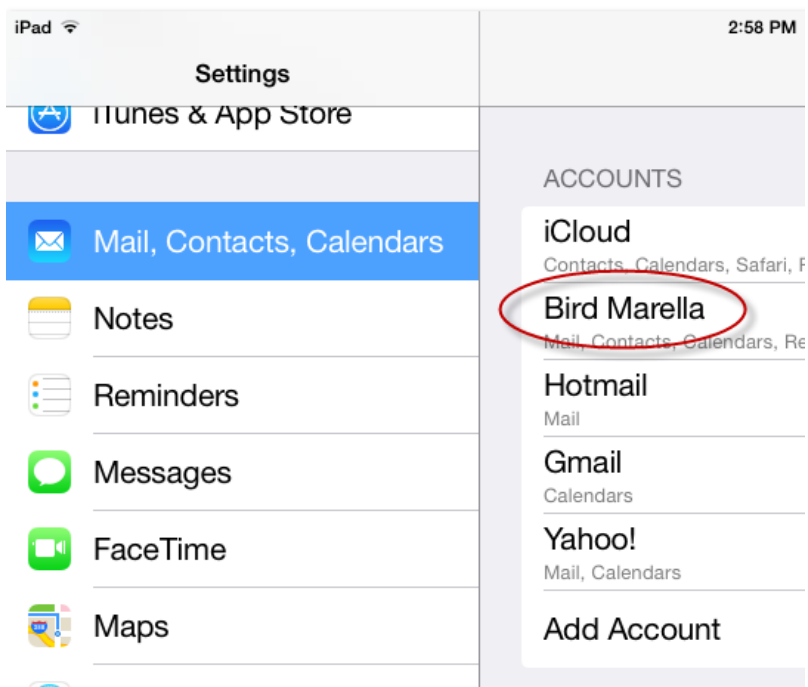 iPad
2:58 PM
Settings
iTunes & App Store
Mail, Contacts, Calendars
Notes
Reminders
Messages
FaceTime
Maps
ACCOUNTS
iCloud
Contacts, Calendars, Safari,
Bird Marella
Mail, Contacts, Calendars,
Hotmail
Mail
Gmail
Calendars
Yahoo!
Mail, Calendars
Add Account